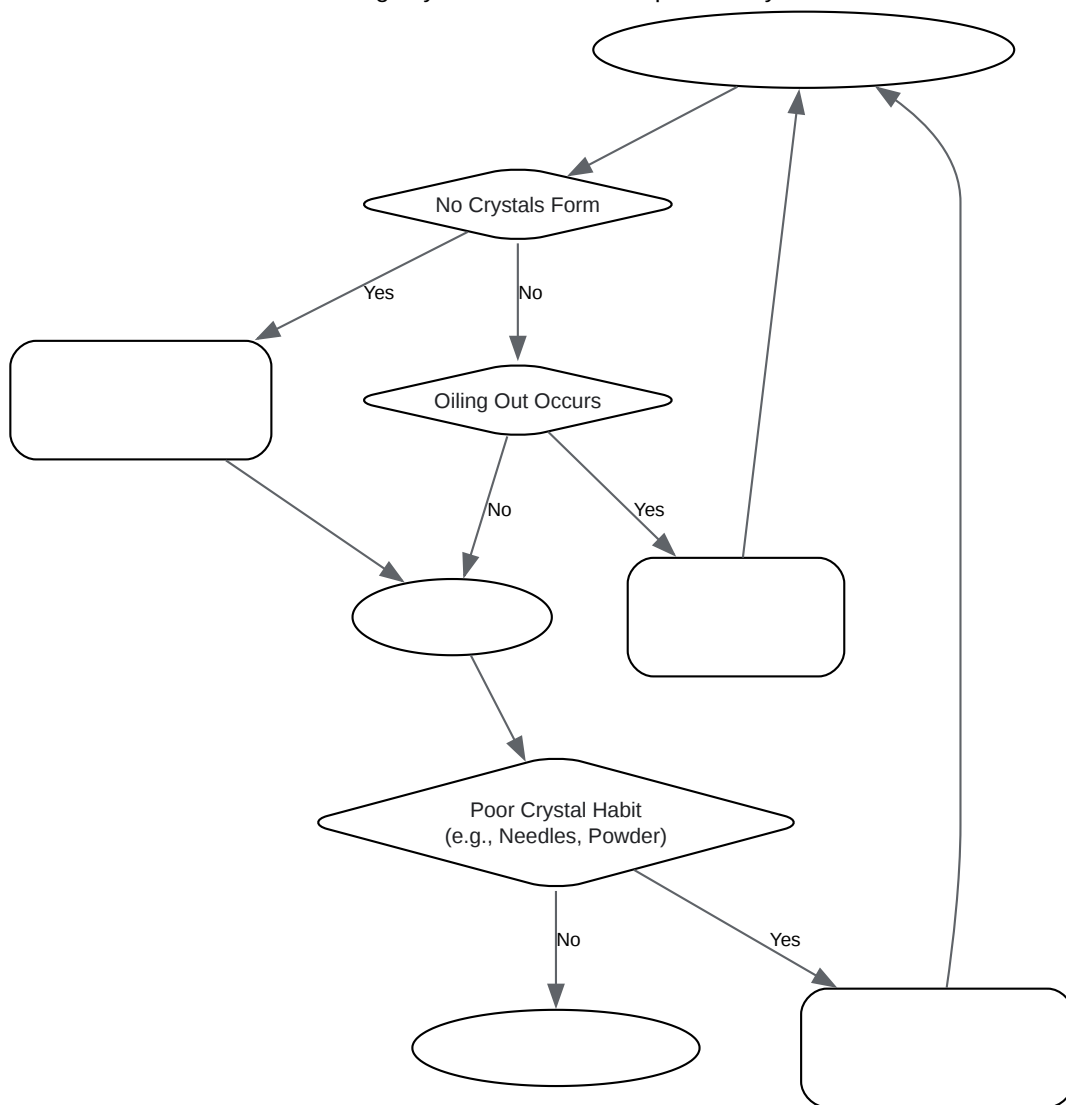 No Crystals Form
Yes
No
Oiling Out Occurs
No
Yes
Poor Crystal Habit
(e.g., Needles, Powder)
No
Yes